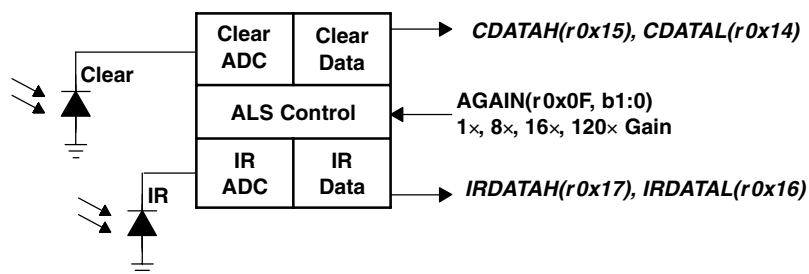 Clear
ADC
Clear
Data
CDATAH(r0x15), CDATAL(r0x14)
Clear
ALS Control
AGAIN(r0x0F, b1:0)
1×, 8×, 16×, 120× Gain
IR
ADC
IR
Data
IR
IRDATAH(r0x17), IRDATAL(r0x16)